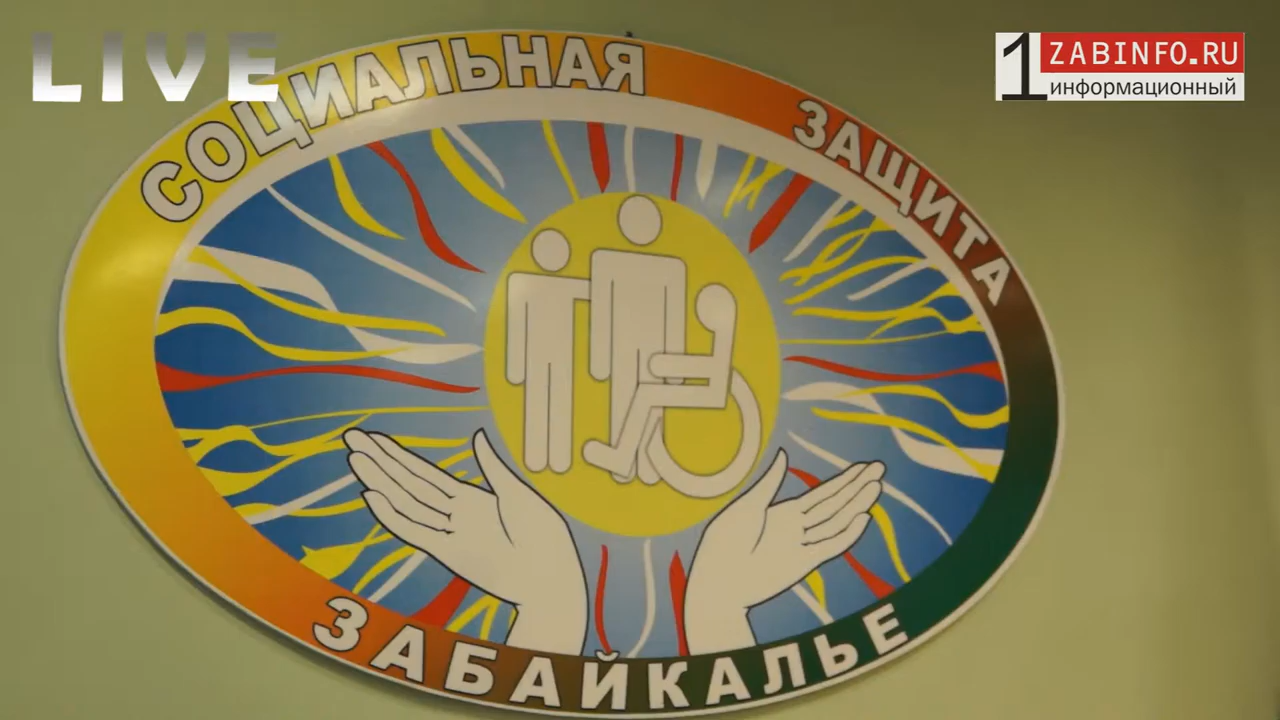 LIVE
1 ZABINFO.RU
информационный
СОЦИАЛЬНАЯ ЗАЩИТА
ЗАБАЙКАЛЬЕ